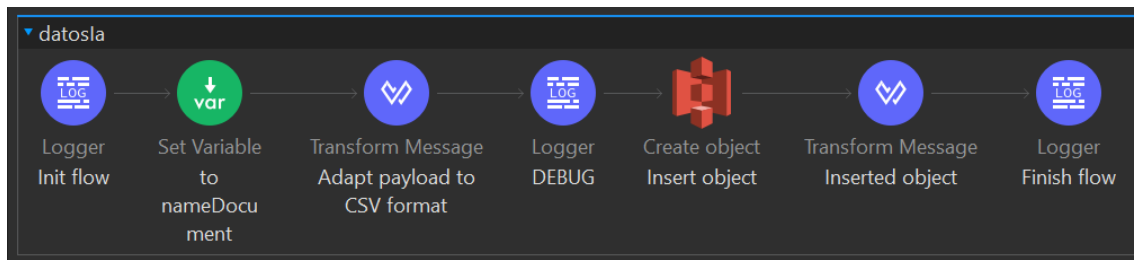 datosla
LOG
var
LOG
LOG
Logger
Set Variable
Transform Message
Logger
Create object
Transform Message
Logger
Init flow
to
nameDocu
ment
Adapt payload to
CSV format
DEBUG
Insert object
Inserted object
Finish flow